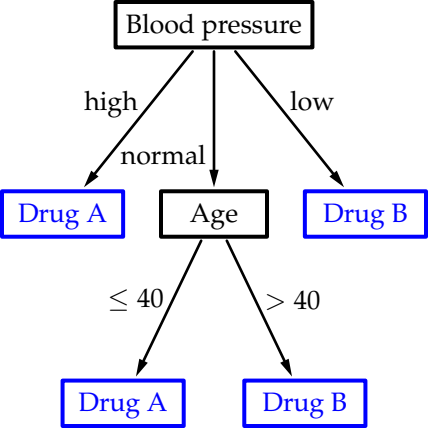 Blood pressure
high
low
normal
Drug A
Age
Drug B
≤ 40
> 40
Drug A
Drug B